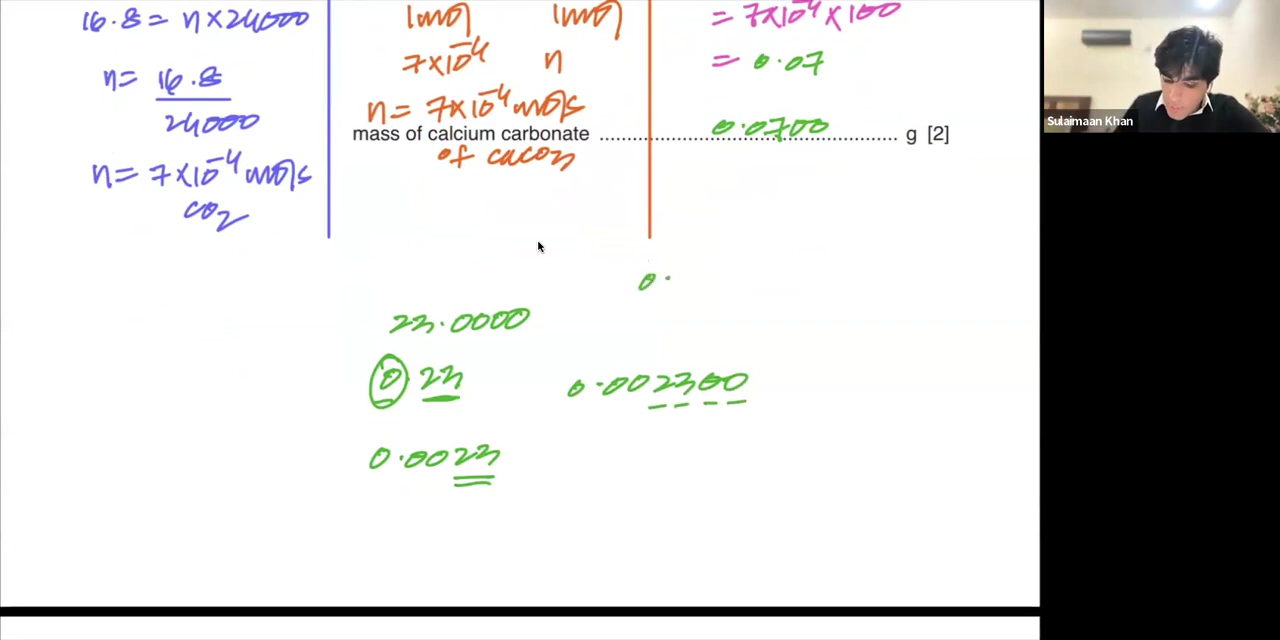 16.8 = n × 24000
n = 16.8
24000
n = 7×10⁻⁴ mols
CO₂
1mol 1mol
7×10⁻⁴ n
n = 7×10⁻⁴ mols
mass of calcium carbonate .......... 0.0700 .......... g [2]
of CaCO₃
= 7×10⁻⁴ × 100
= 0.07
0.
23.0000
0.23
0.002300
0.0023
Sulaimaan Khan